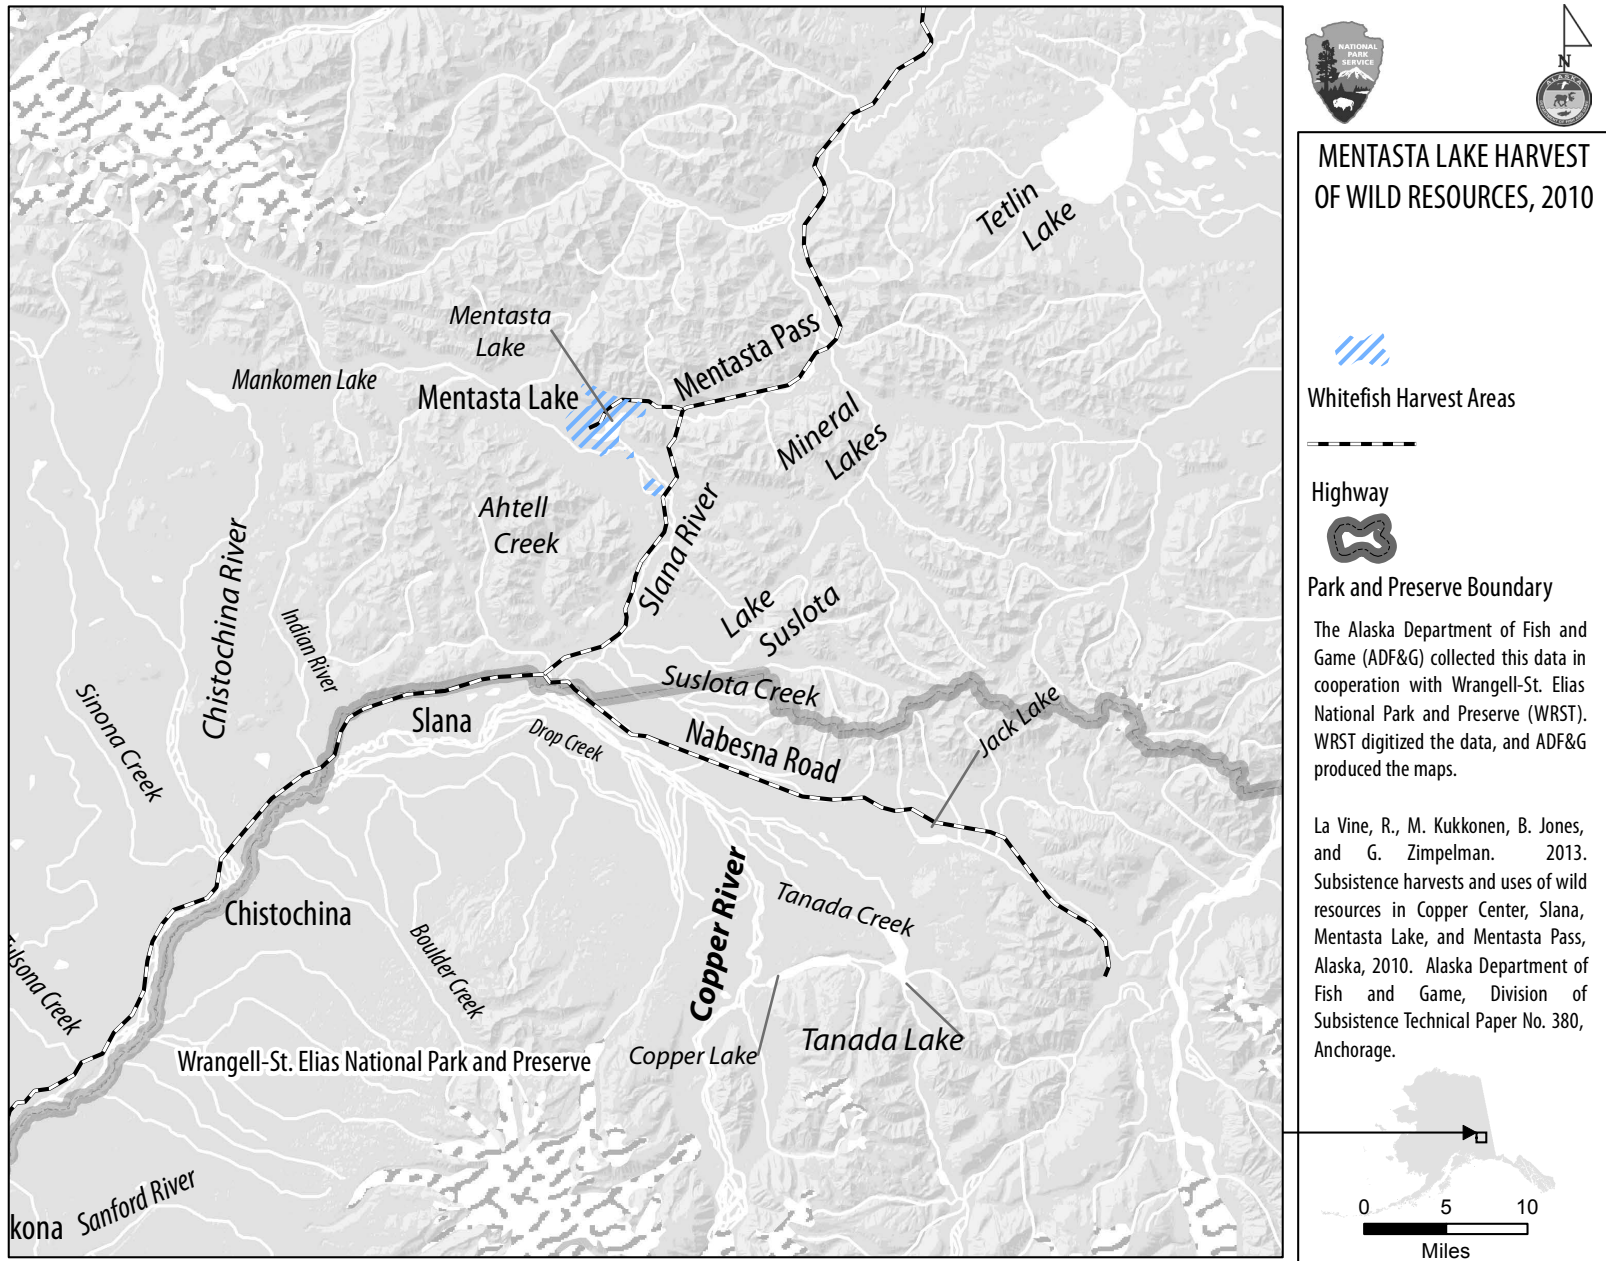 Tetlin
Lake
Mentasta
Lake
Mentasta Pass
Mankomen Lake
Mentasta Lake
Mineral
Lakes
Ahtell
Creek
Slana River
Chistochina River
Indian River
Lake
Suslota
Suslota Creek
Sinona Creek
Slana
Drop Creek
Nabesna Road
Jack Lake
Copper River
Tanada Creek
Chistochina
Boulder Creek
Tulsona Creek
Wrangell-St. Elias National Park and Preserve
Copper Lake
Tanada Lake
Sanford River
kona
NATIONAL
PARK
SERVICE
N
ALASKA
MENTASTA LAKE HARVEST
OF WILD RESOURCES, 2010
Whitefish Harvest Areas
Highway
Park and Preserve Boundary
The Alaska Department of Fish and
Game (ADF&G) collected this data in
cooperation with Wrangell-St. Elias
National Park and Preserve (WRST).
WRST digitized the data, and ADF&G
produced the maps.
La Vine, R., M. Kukkonen, B. Jones,
and G. Zimpelman. 2013.
Subsistence harvests and uses of wild
resources in Copper Center, Slana,
Mentasta Lake, and Mentasta Pass,
Alaska, 2010. Alaska Department of
Fish and Game, Division of
Subsistence Technical Paper No. 380,
Anchorage.
0 5 10
Miles